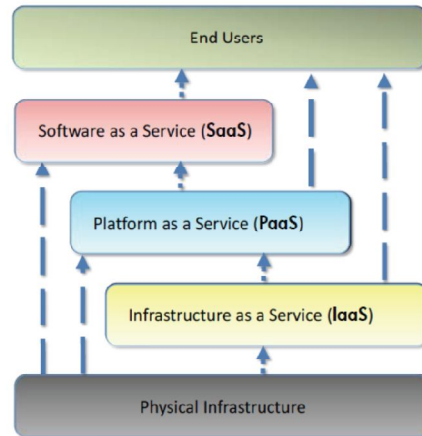 End Users
Software as a Service (SaaS)
Platform as a Service (PaaS)
Infrastructure as a Service (IaaS)
Physical Infrastructure